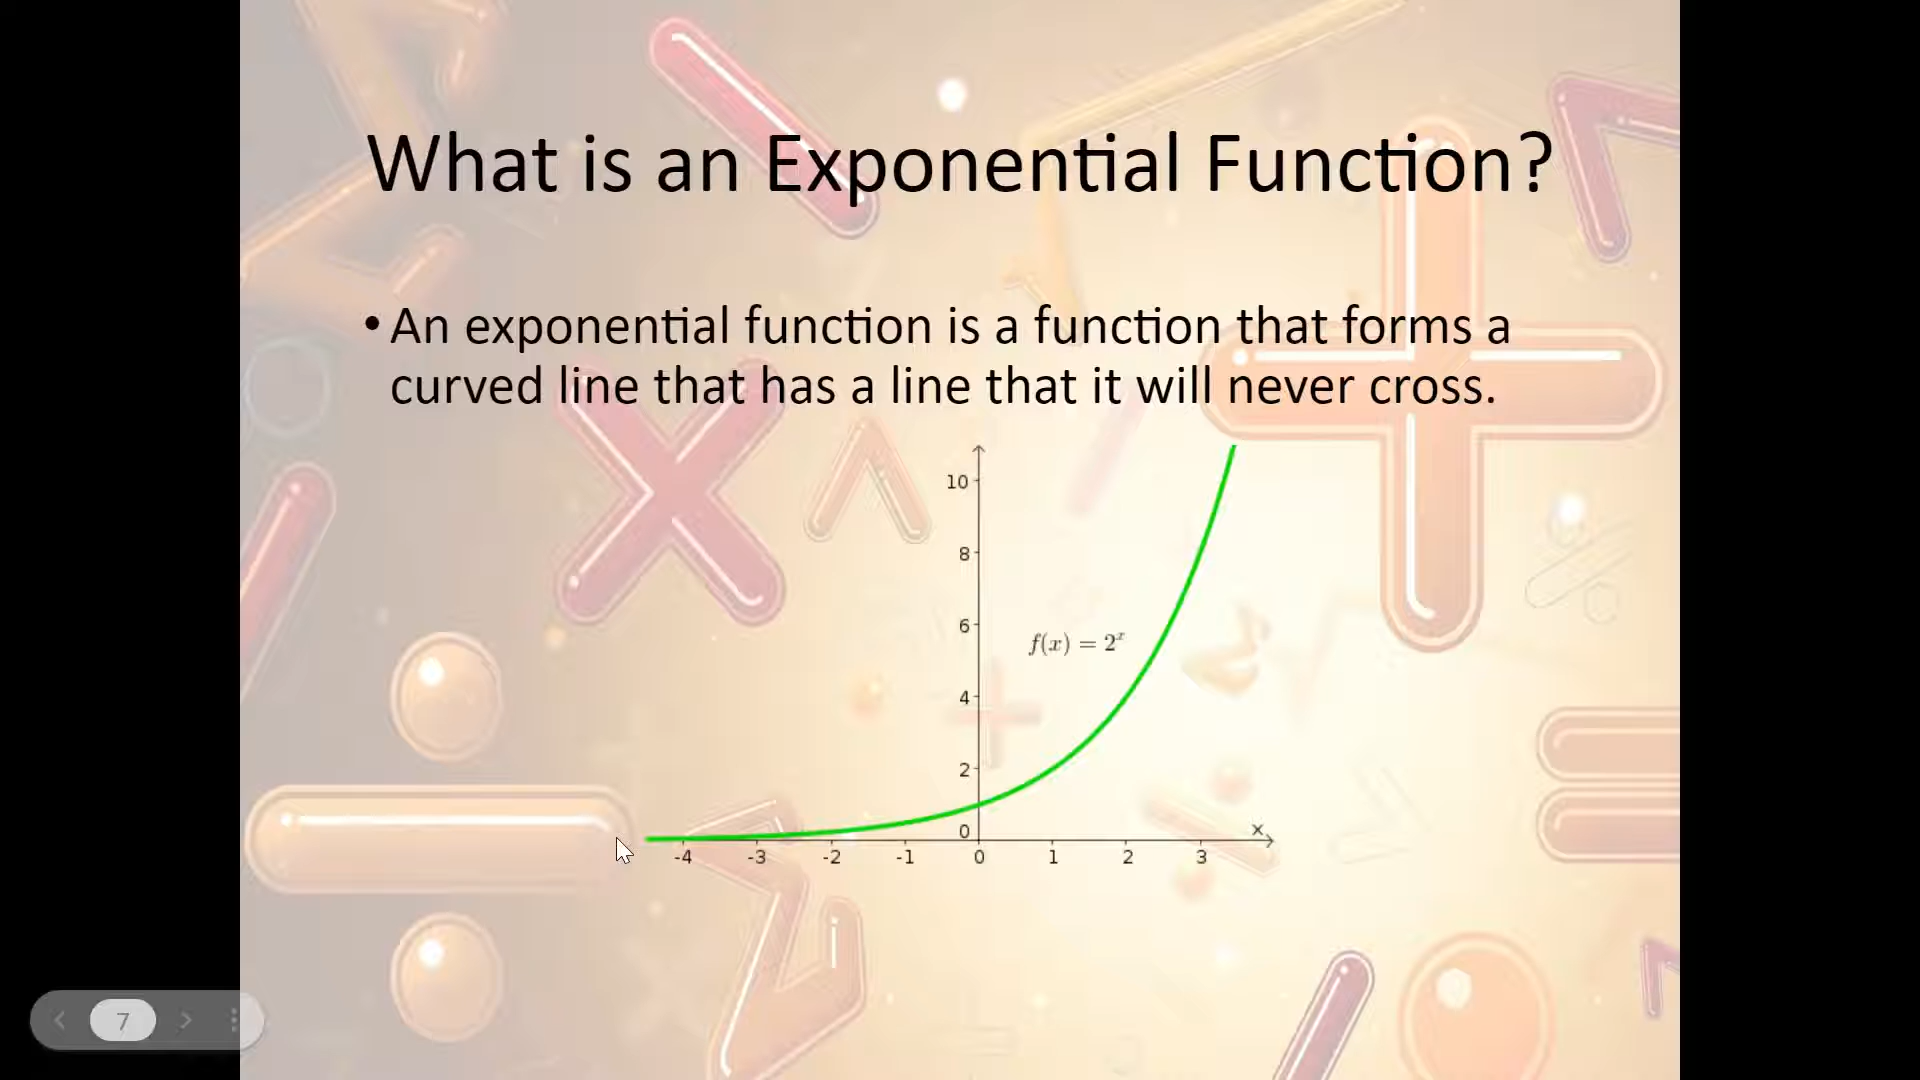 What is an Exponential Function?
• An exponential function is a function that forms a
curved line that has a line that it will never cross.
10
8
6
f(x) = 2ˣ
4
2
0
x
-4 -3 -2 -1 0 1 2 3
7